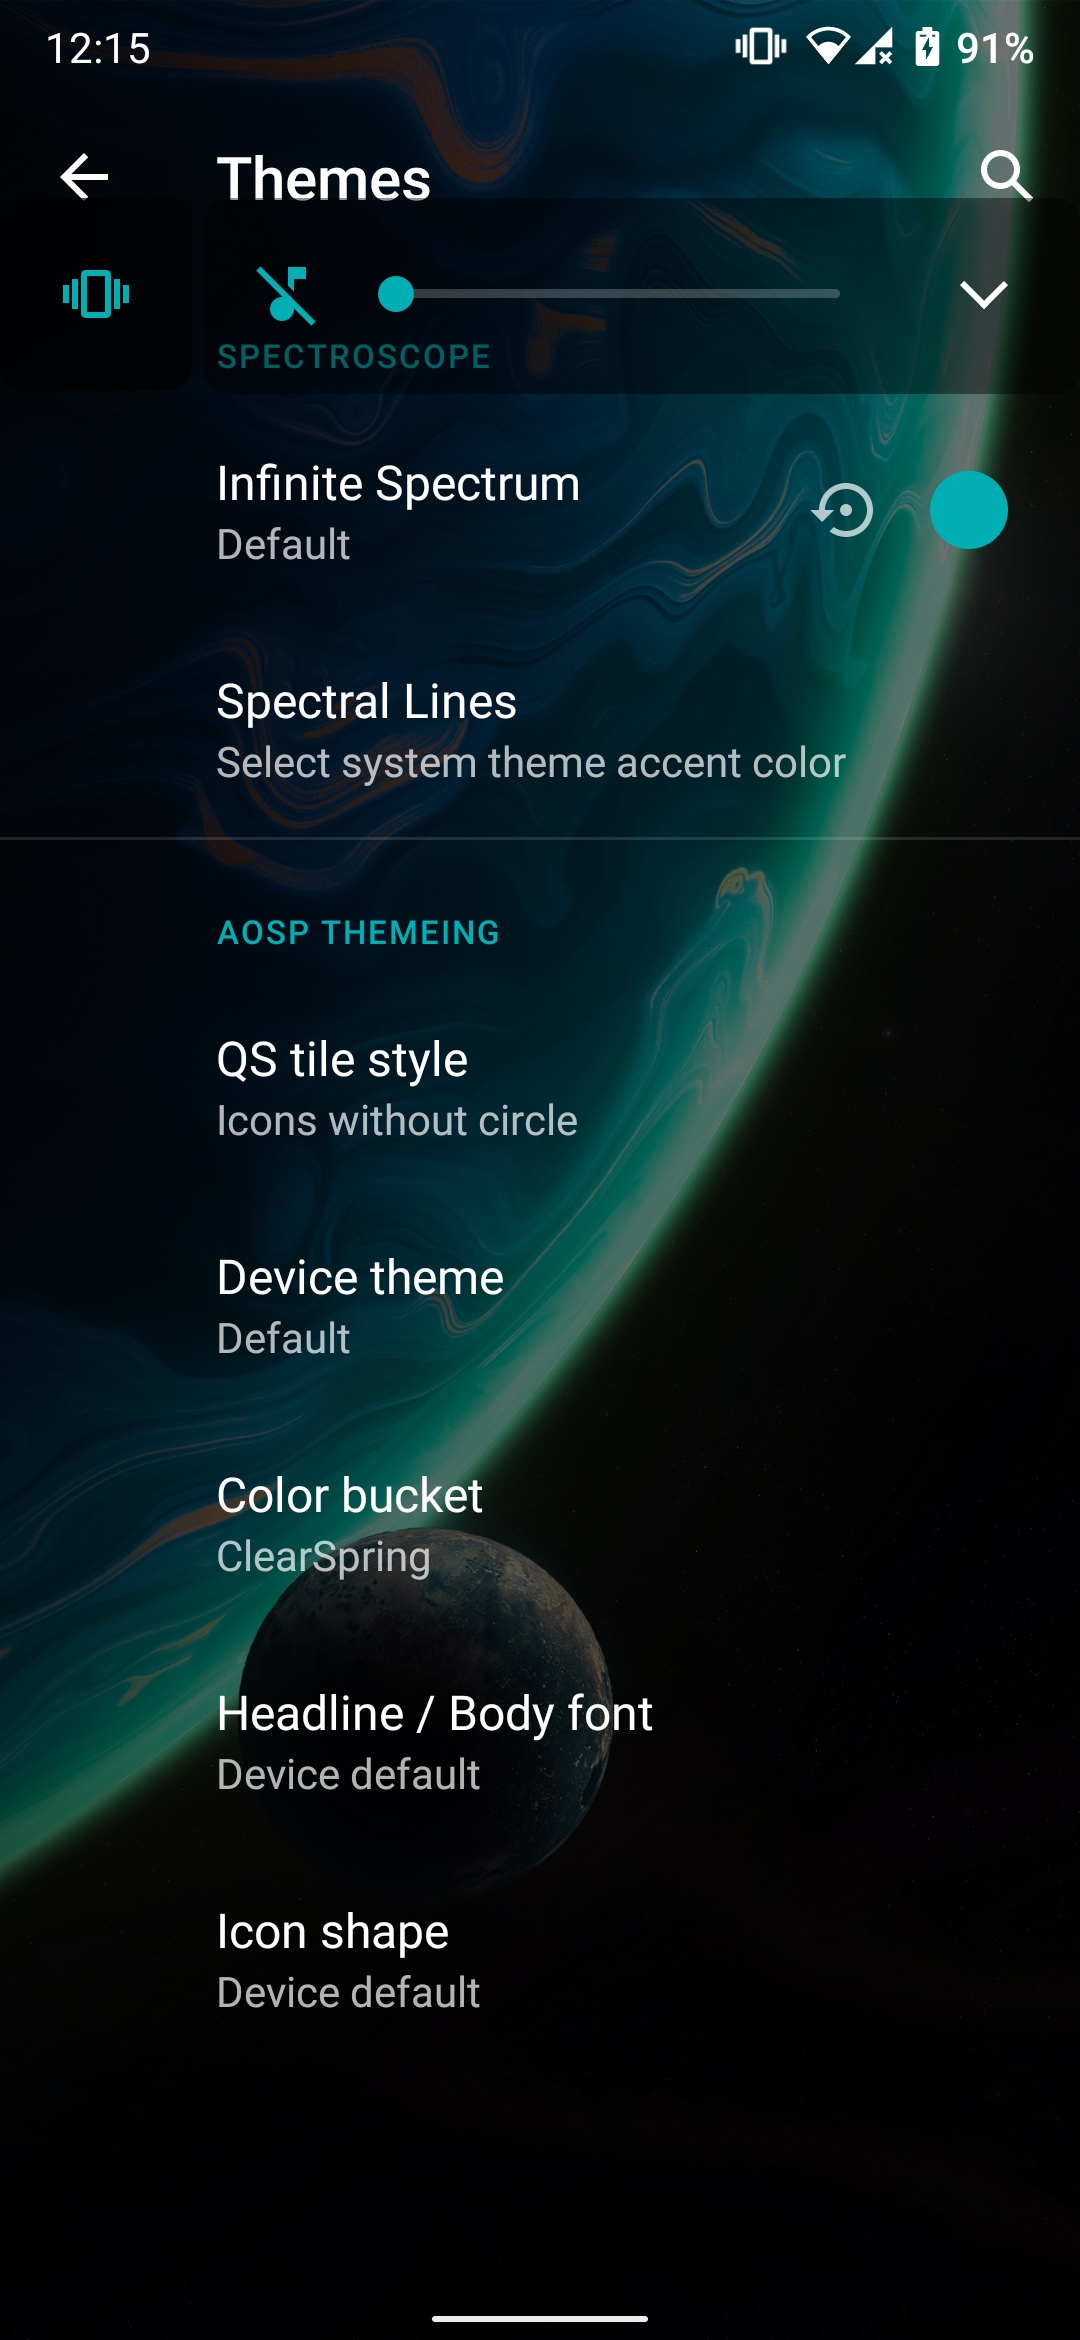 12:15
91%
Themes
SPECTROSCOPE
Infinite Spectrum
Default
Spectral Lines
Select system theme accent color
AOSP THEMEING
QS tile style
Icons without circle
Device theme
Default
Color bucket
ClearSpring
Headline / Body font
Device default
Icon shape
Device default